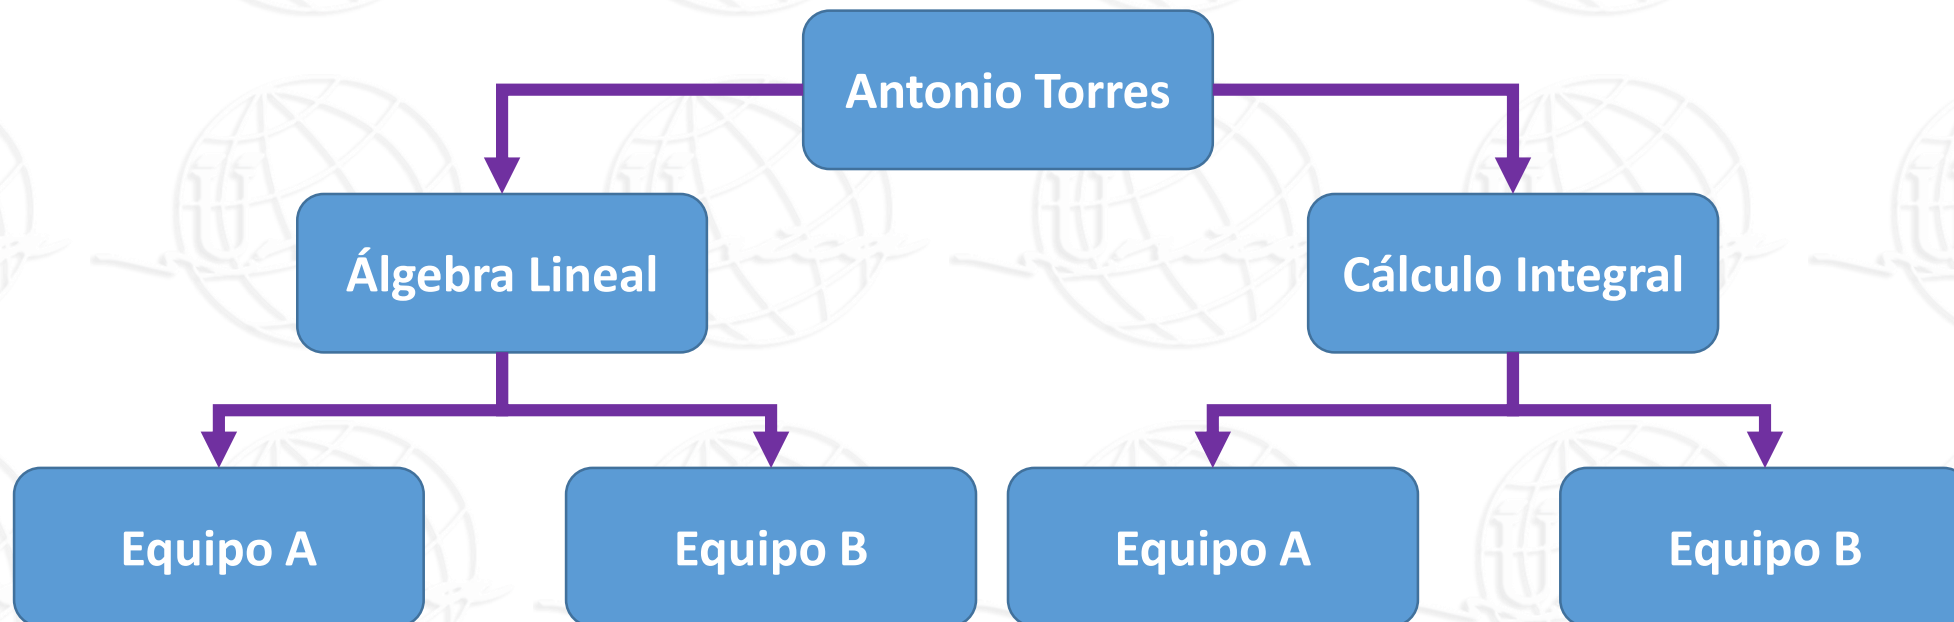 Antonio Torres
Álgebra Lineal
Cálculo Integral
Equipo A
Equipo B
Equipo A
Equipo B